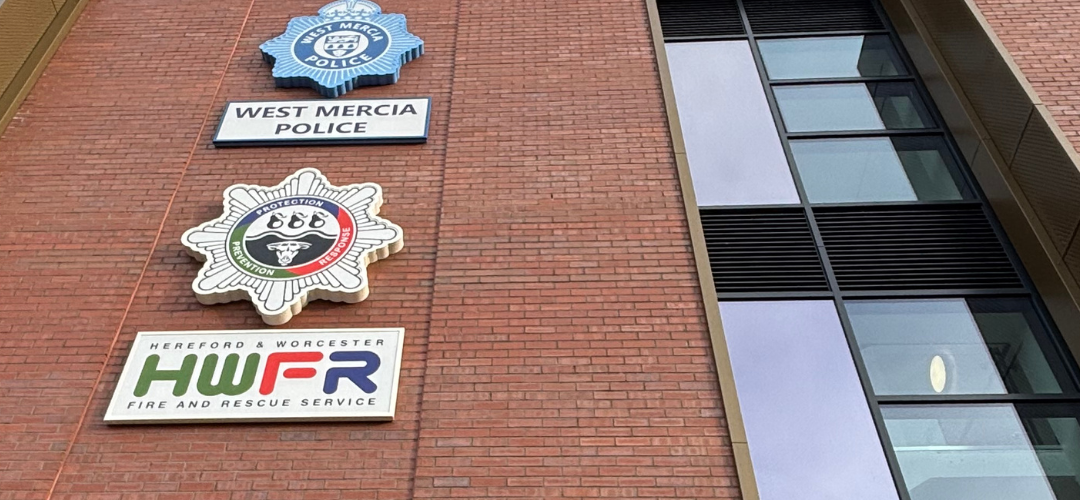 WEST MERCIA
POLICE
WEST MERCIA
POLICE
PROTECTION
RESPONSE
PREVENTION
HEREFORD & WORCESTER
HWFR
FIRE AND RESCUE SERVICE